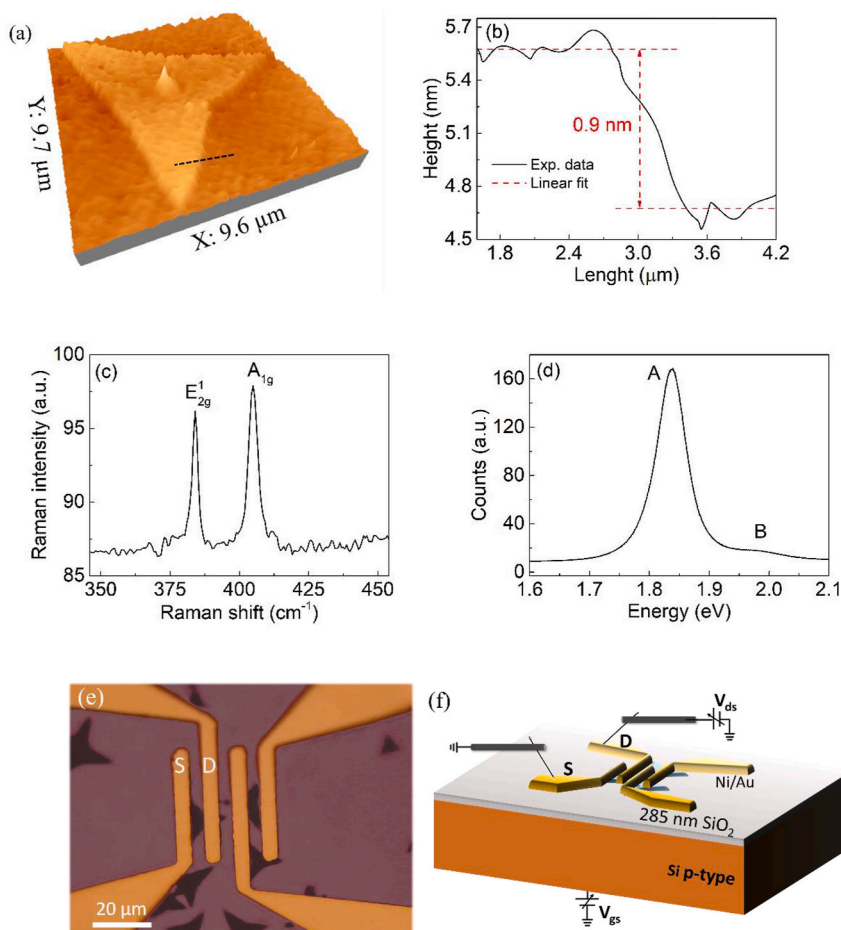 (a)
Y: 9.7 μm
X: 9.6 μm
(b)
Height (nm)
5.7
5.4
5.1
4.8
4.5
0.9 nm
Exp. data
Linear fit
1.8 2.4 3.0 3.6 4.2
Lenght (μm)
(c)
Raman intensity (a.u.)
100
95
90
85
E¹2g
A1g
345 375 405 420 450
Raman shift (cm⁻¹)
(d)
Counts (a.u.)
160
120
80
40
0
A
B
1.6 1.7 1.8 1.9 2.0 2.1
Energy (eV)
(e)
S D
20 μm
(f)
Vds
D
S
Ni/Au
285 nm SiO₂
Si p-type
Vgs